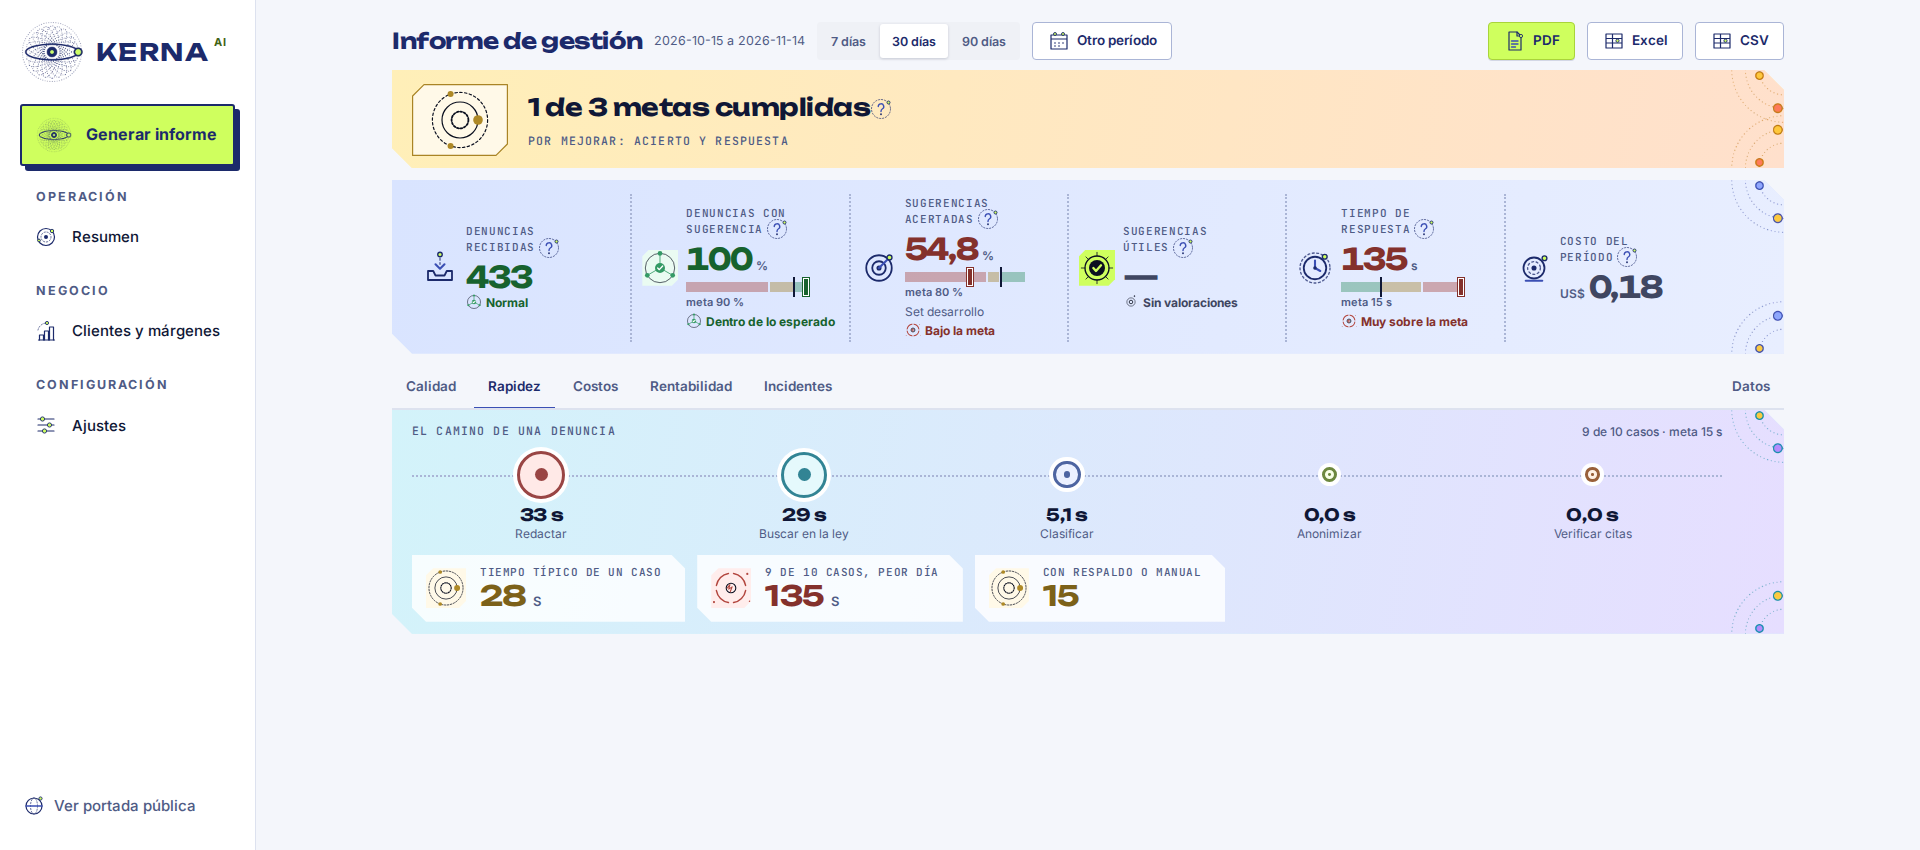 KERNA AI
Generar informe
OPERACIÓN
Resumen
NEGOCIO
Clientes y márgenes
CONFIGURACIÓN
Ajustes
Ver portada pública
Informe de gestión 2026-10-15 a 2026-11-14 7 días 30 días 90 días Otro período PDF Excel CSV
1 de 3 metas cumplidas ?
POR MEJORAR: ACIERTO Y RESPUESTA
DENUNCIAS
RECIBIDAS ?
433
Normal
DENUNCIAS CON
SUGERENCIA ?
100 %
meta 90 %
Dentro de lo esperado
SUGERENCIAS
ACERTADAS ?
54,8 %
meta 80 %
Set desarrollo
Bajo la meta
SUGERENCIAS
ÚTILES ?
—
Sin valoraciones
TIEMPO DE
RESPUESTA ?
135 s
meta 15 s
Muy sobre la meta
COSTO DEL
PERÍODO ?
US$ 0,18
Calidad Rapidez Costos Rentabilidad Incidentes Datos
EL CAMINO DE UNA DENUNCIA
9 de 10 casos · meta 15 s
33 s
Redactar
29 s
Buscar en la ley
5,1 s
Clasificar
0,0 s
Anonimizar
0,0 s
Verificar citas
TIEMPO TÍPICO DE UN CASO
28 s
9 DE 10 CASOS, PEOR DÍA
135 s
CON RESPALDO O MANUAL
15